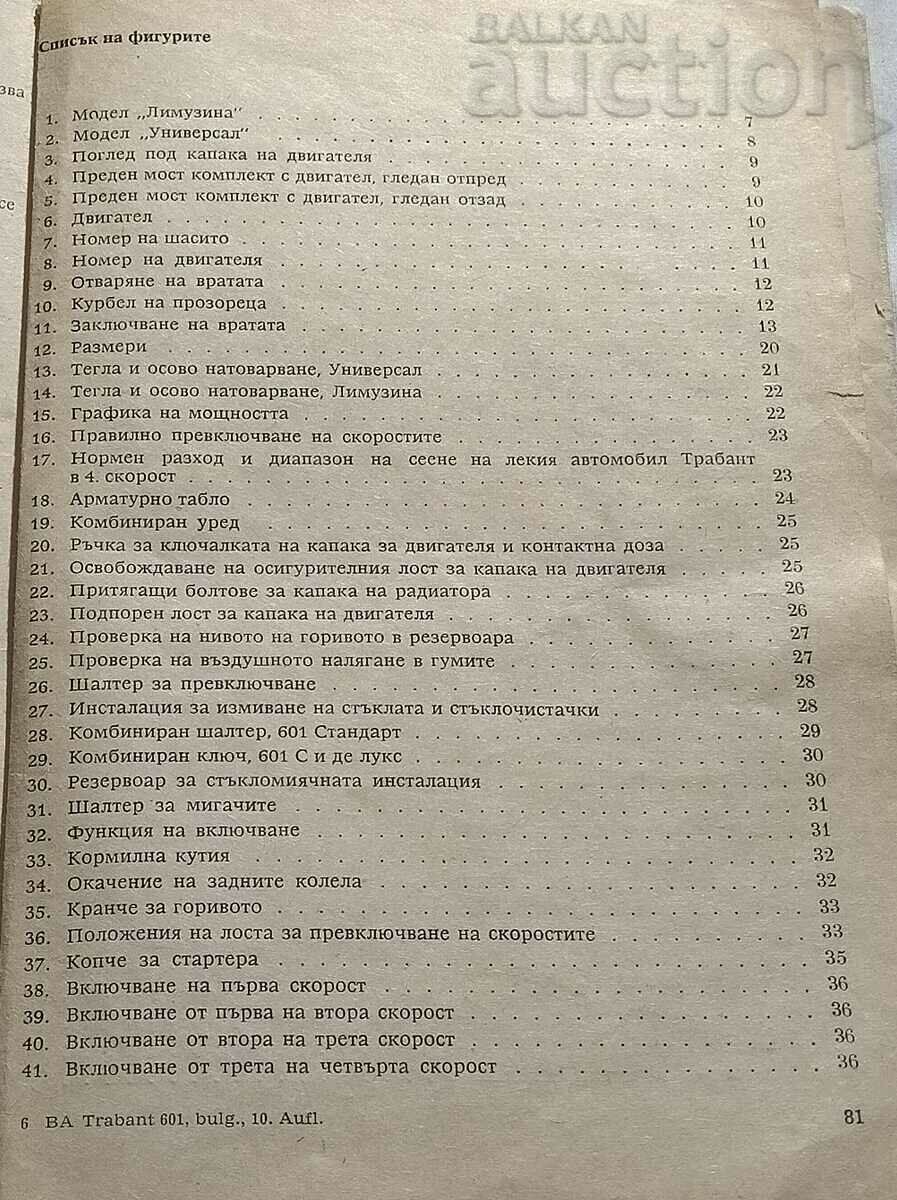 BALKAN
auction
зва
се
Списък на фигурите
1. Модел „Лимузина" . . . . . . . . . . 7
2. Модел „Универсал" . . . . . . . . . . 8
3. Поглед под капака на двигателя . . . . . . . . . . 9
4. Преден мост комплект с двигател, гледан отпред . . . . . . . . . . 9
5. Преден мост комплект с двигател, гледан отзад . . . . . . . . . . 10
6. Двигател . . . . . . . . . . 10
7. Номер на шасито . . . . . . . . . . 11
8. Номер на двигателя . . . . . . . . . . 11
9. Отваряне на вратата . . . . . . . . . . 12
10. Курбел на прозореца . . . . . . . . . . 12
11. Заключване на вратата . . . . . . . . . . 13
12. Размери . . . . . . . . . . 20
13. Тегла и осово натоварване, Универсал . . . . . . . . . . 21
14. Тегла и осово натоварване, Лимузина . . . . . . . . . . 22
15. Графика на мощността . . . . . . . . . . 22
16. Правилно превключване на скоростите . . . . . . . . . . 23
17. Нормен разход и диапазон на сеене на лекия автомобил Трабант
в 4. скорост . . . . . . . . . . 23
18. Арматурно табло . . . . . . . . . . 24
19. Комбиниран уред . . . . . . . . . . 25
20. Ръчка за ключалката на капака за двигателя и контактна доза . . . . . 25
21. Освобождаване на осигурителния лост за капака на двигателя . . . . . 25
22. Притягащи болтове за капака на радиатора . . . . . . . . . . 26
23. Подпорен лост за капака на двигателя . . . . . . . . . . 26
24. Проверка на нивото на горивото в резервоара . . . . . . . . . . 27
25. Проверка на въздушното налягане в гумите . . . . . . . . . . 27
26. Шалтер за превключване . . . . . . . . . . 28
27. Инсталация за измиване на стъклата и стъклочистачки . . . . . . . . 28
28. Комбиниран шалтер, 601 Стандарт . . . . . . . . . . 29
29. Комбиниран ключ, 601 С и де лукс . . . . . . . . . . 30
30. Резервоар за стъкломиячната инсталация . . . . . . . . . . 30
31. Шалтер за мигачите . . . . . . . . . . 31
32. Функция на включване . . . . . . . . . . 31
33. Кормилна кутия . . . . . . . . . . 32
34. Окачение на задните колела . . . . . . . . . . 32
35. Кранче за горивото . . . . . . . . . . 33
36. Положения на лоста за превключване на скоростите . . . . . . . . 33
37. Копче за стартера . . . . . . . . . . 35
38. Включване на първа скорост . . . . . . . . . . 36
39. Включване от първа на втора скорост . . . . . . . . . . 36
40. Включване от втора на трета скорост . . . . . . . . . . 36
41. Включване от трета на четвърта скорост . . . . . . . . . . 36
6 BA Trabant 601, bulg., 10. Aufl. 81